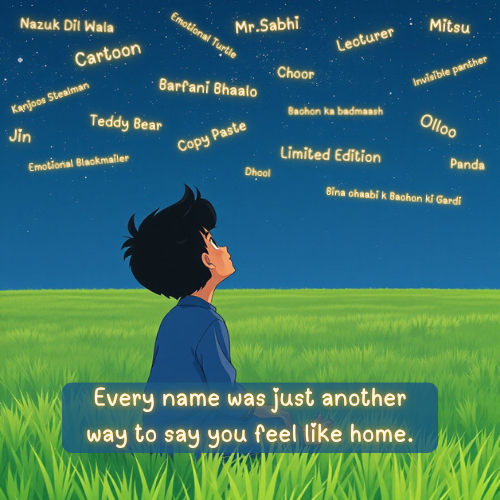 Nazuk Dil Wala
Emotional Turtle
Mr.Sabhi
Lecturer
Mitsu
Cartoon
Choor
Invisible panther
Kanjoos Stealman
Barfani Bhaalo
Bachon ka badmaash
Jin
Teddy Bear
Copy Paste
Olloo
Emotional Blackmailer
Limited Edition
Panda
Dhool
Bina chaabi k Bachon ki Gardi
Every name was just another
way to say you feel like home.